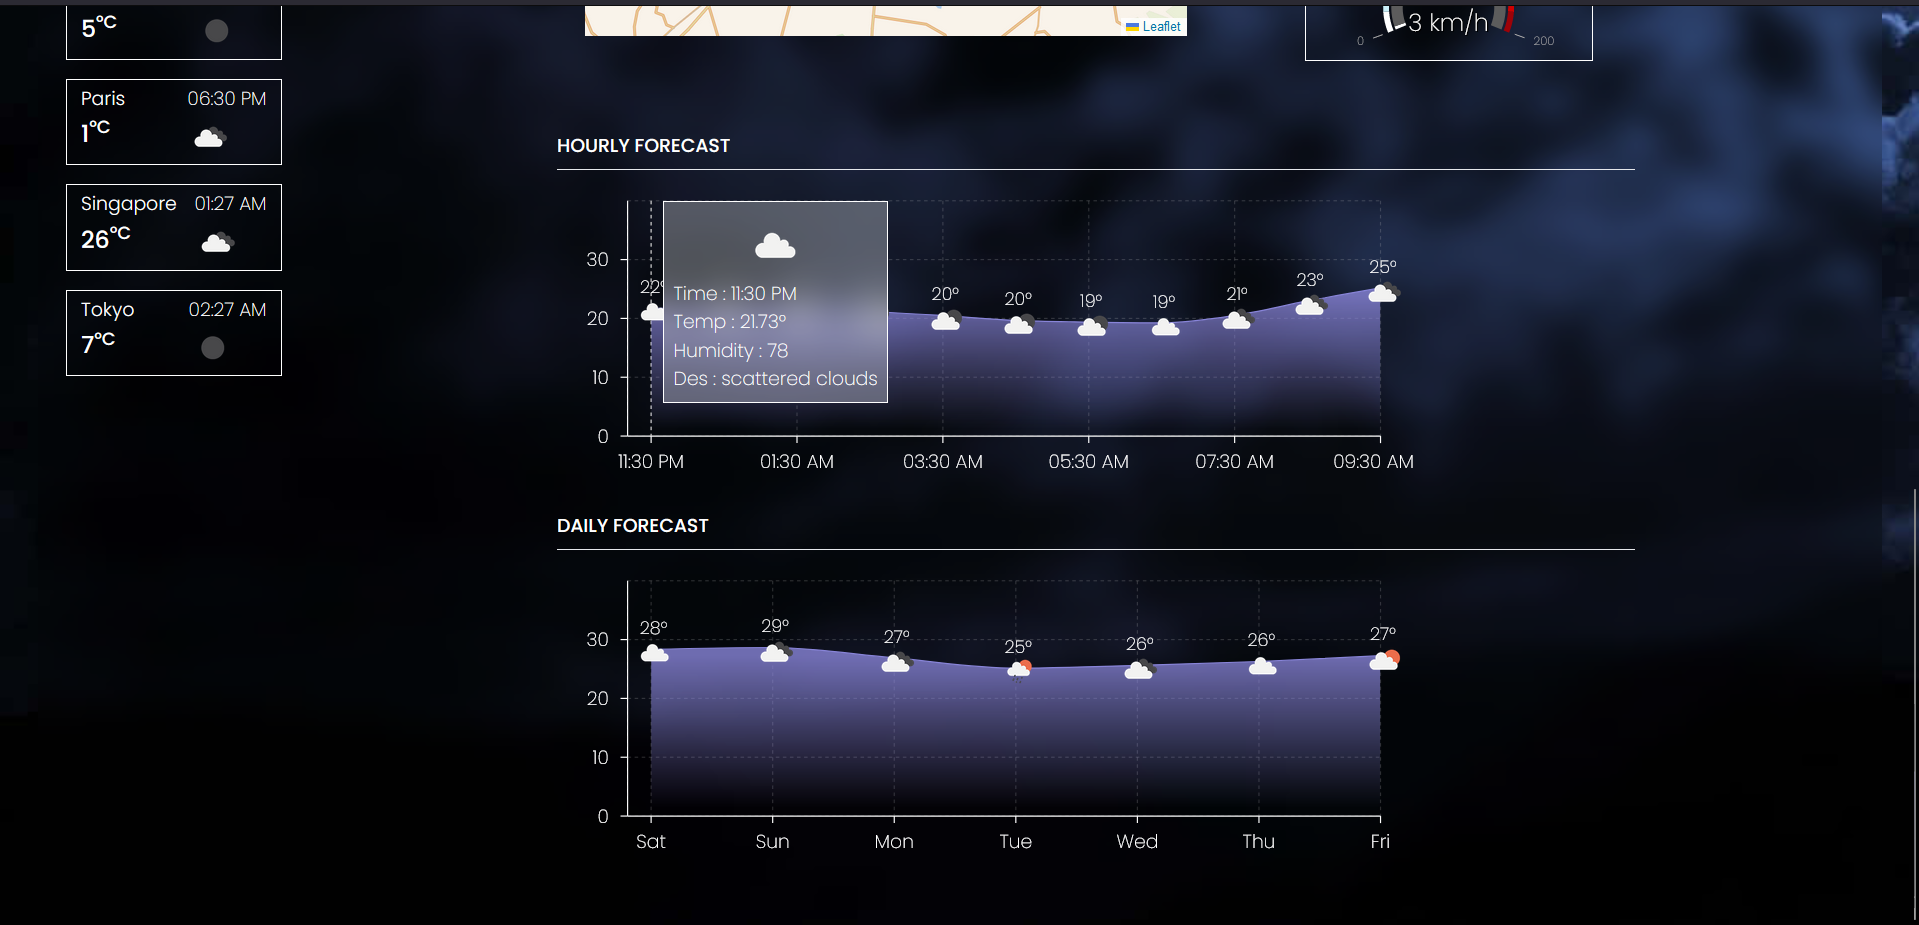 5°C
Paris 06:30 PM
1°C
Singapore 01:27 AM
26°C
Tokyo 02:27 AM
7°C
Leaflet
3 km/h
0 200
HOURLY FORECAST
30
20
10
0
22°
Time : 11:30 PM
Temp : 21.73°
Humidity : 78
Des : scattered clouds
20° 20° 19° 19° 21° 23° 25°
11:30 PM 01:30 AM 03:30 AM 05:30 AM 07:30 AM 09:30 AM
DAILY FORECAST
30
20
10
0
28° 29° 27° 25° 26° 26° 27°
Sat Sun Mon Tue Wed Thu Fri